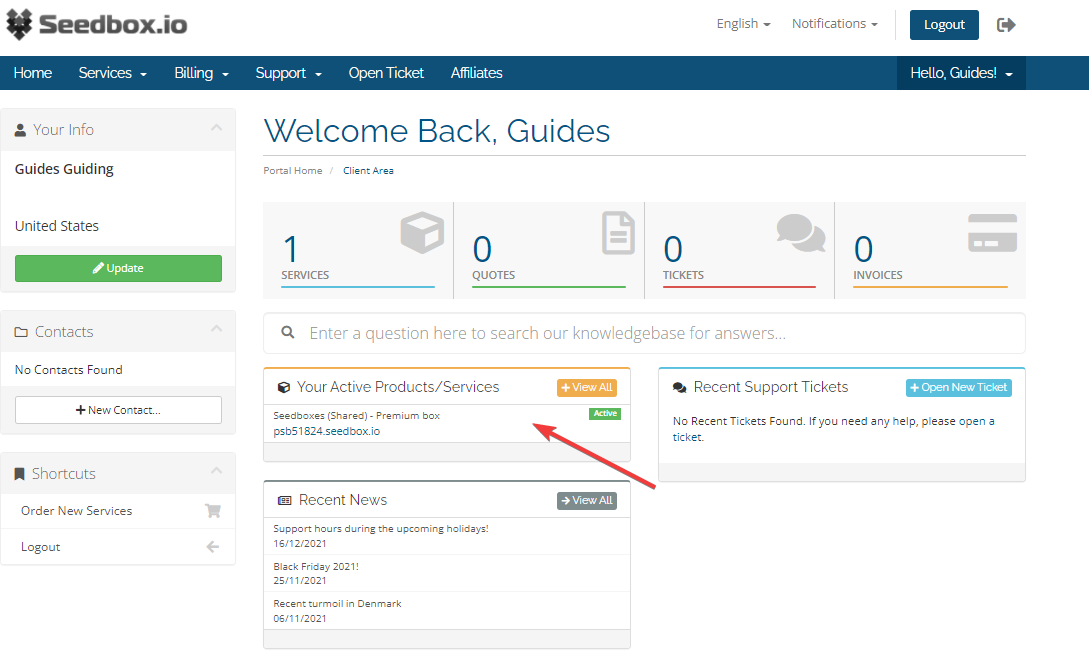 Seedbox.io
English
Notifications
Logout
Home
Services
Billing
Support
Open Ticket
Affiliates
Hello, Guides!
Your Info
Guides Guiding
United States
Update
Contacts
No Contacts Found
New Contact...
Shortcuts
Order New Services
Logout
Welcome Back, Guides
Portal Home / Client Area
1
SERVICES
0
QUOTES
0
TICKETS
0
INVOICES
Enter a question here to search our knowledgebase for answers...
Your Active Products/Services
View All
Seedboxes (Shared) - Premium box
Active
psb51824.seedbox.io
Recent Support Tickets
Open New Ticket
No Recent Tickets Found. If you need any help, please open a
ticket.
Recent News
View All
Support hours during the upcoming holidays!
16/12/2021
Black Friday 2021!
25/11/2021
Recent turmoil in Denmark
06/11/2021